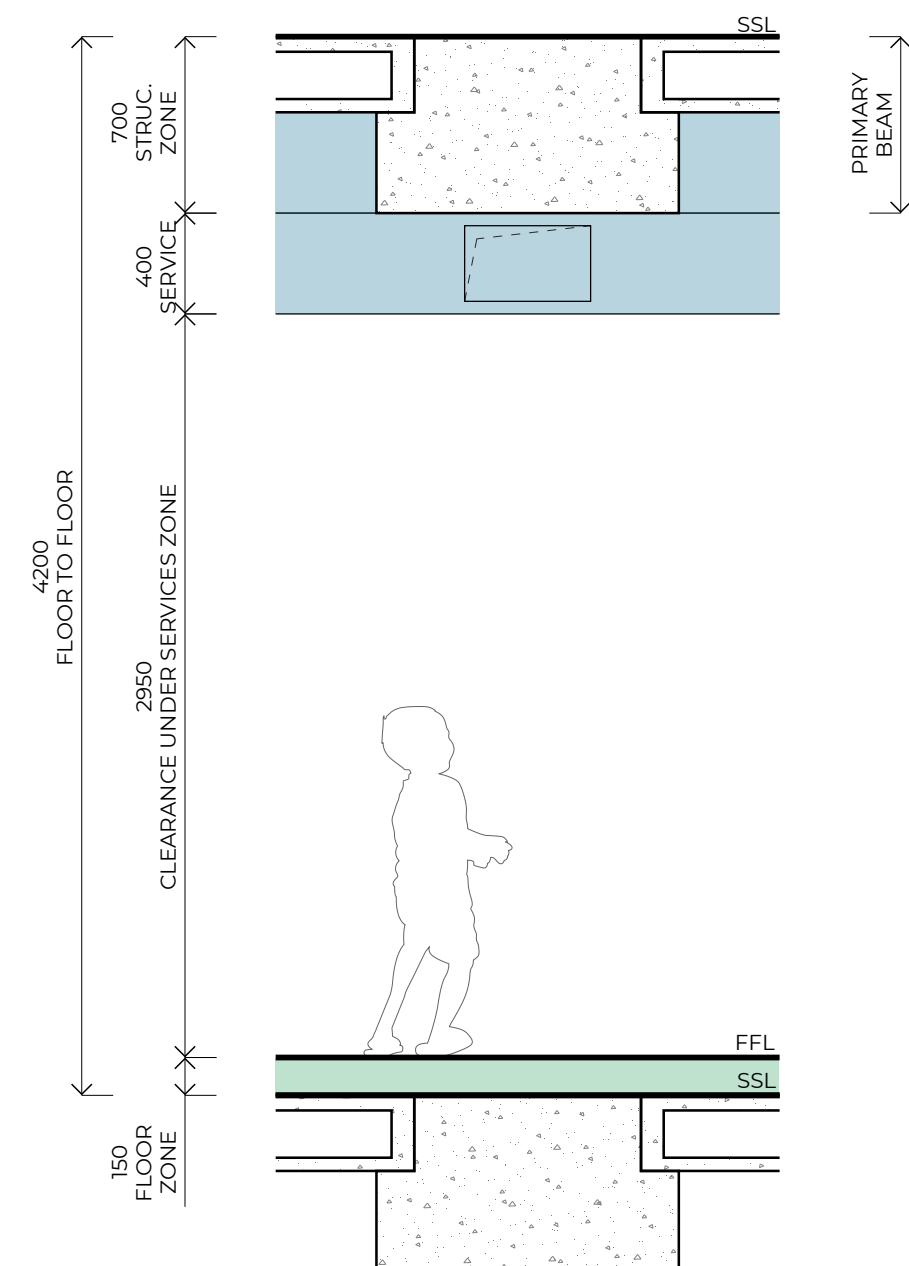 SSL
700
STRUC.
ZONE
PRIMARY
BEAM
400
SERVICE
4200
FLOOR TO FLOOR
2950
CLEARANCE UNDER SERVICES ZONE
FFL
SSL
150
FLOOR
ZONE